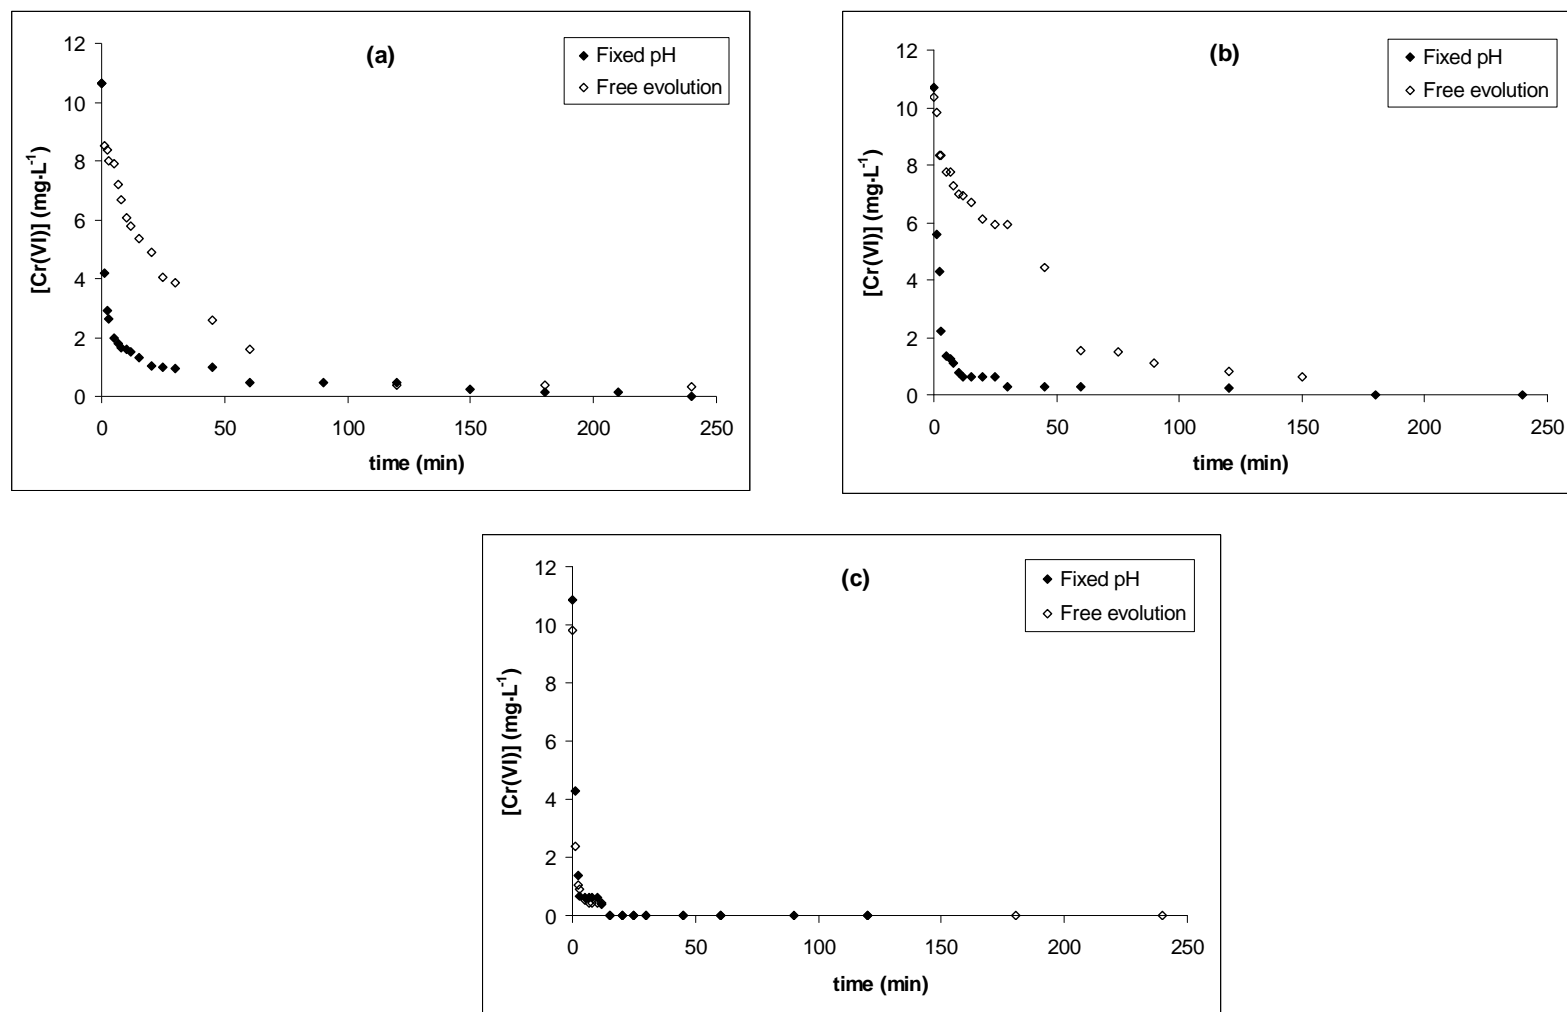 (a)
Fixed pH
Free evolution
12
10
8
6
4
2
0
[Cr(VI)] (mg·L⁻¹)
0 50 100 150 200 250
time (min)
(b)
Fixed pH
Free evolution
12
10
8
6
4
2
0
[Cr(VI)] (mg·L⁻¹)
0 50 100 150 200 250
time (min)
(c)
Fixed pH
Free evolution
12
10
8
6
4
2
0
[Cr(VI)] (mg·L⁻¹)
0 50 100 150 200 250
time (min)